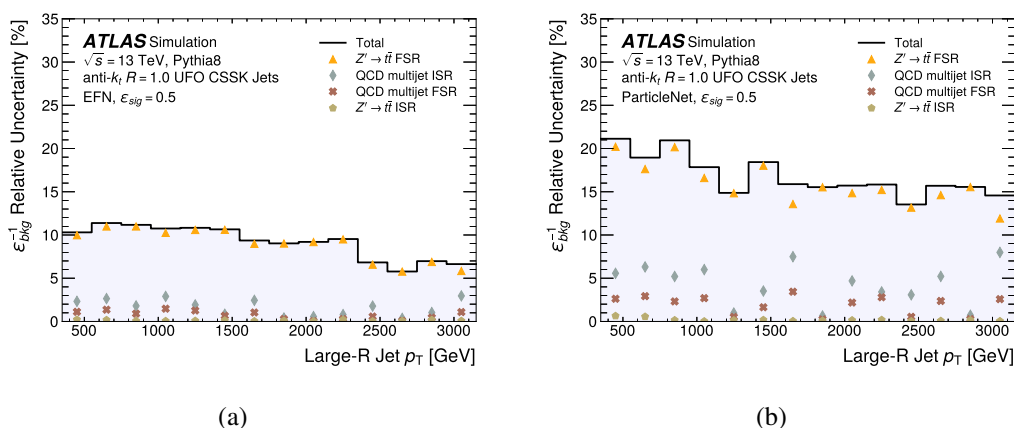 ATLAS Simulation
√s = 13 TeV, Pythia8
anti-kt R = 1.0 UFO CSSK Jets
EFN, εsig = 0.5
Total
Z′ → tt̄ FSR
QCD multijet ISR
QCD multijet FSR
Z′ → tt̄ ISR
ε⁻¹bkg Relative Uncertainty [%]
35
30
25
20
15
10
5
0
500 1000 1500 2000 2500 3000
Large-R Jet pT [GeV]
(a)
ATLAS Simulation
√s = 13 TeV, Pythia8
anti-kt R = 1.0 UFO CSSK Jets
ParticleNet, εsig = 0.5
Total
Z′ → tt̄ FSR
QCD multijet ISR
QCD multijet FSR
Z′ → tt̄ ISR
ε⁻¹bkg Relative Uncertainty [%]
35
30
25
20
15
10
5
0
500 1000 1500 2000 2500 3000
Large-R Jet pT [GeV]
(b)